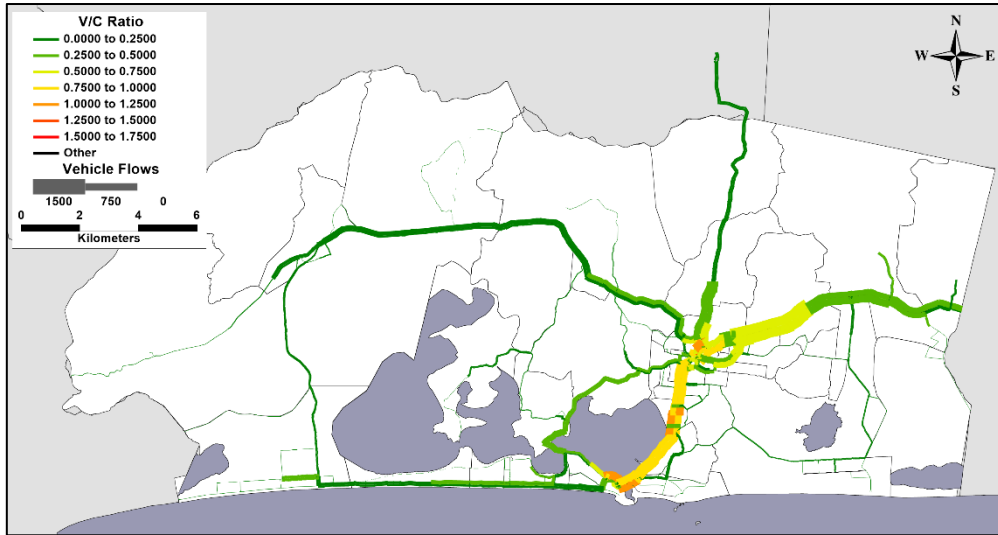 V/C Ratio
0.0000 to 0.2500
0.2500 to 0.5000
0.5000 to 0.7500
0.7500 to 1.0000
1.0000 to 1.2500
1.2500 to 1.5000
1.5000 to 1.7500
Other
Vehicle Flows
1500 750 0
0 2 4 6
Kilometers
N
W E
S